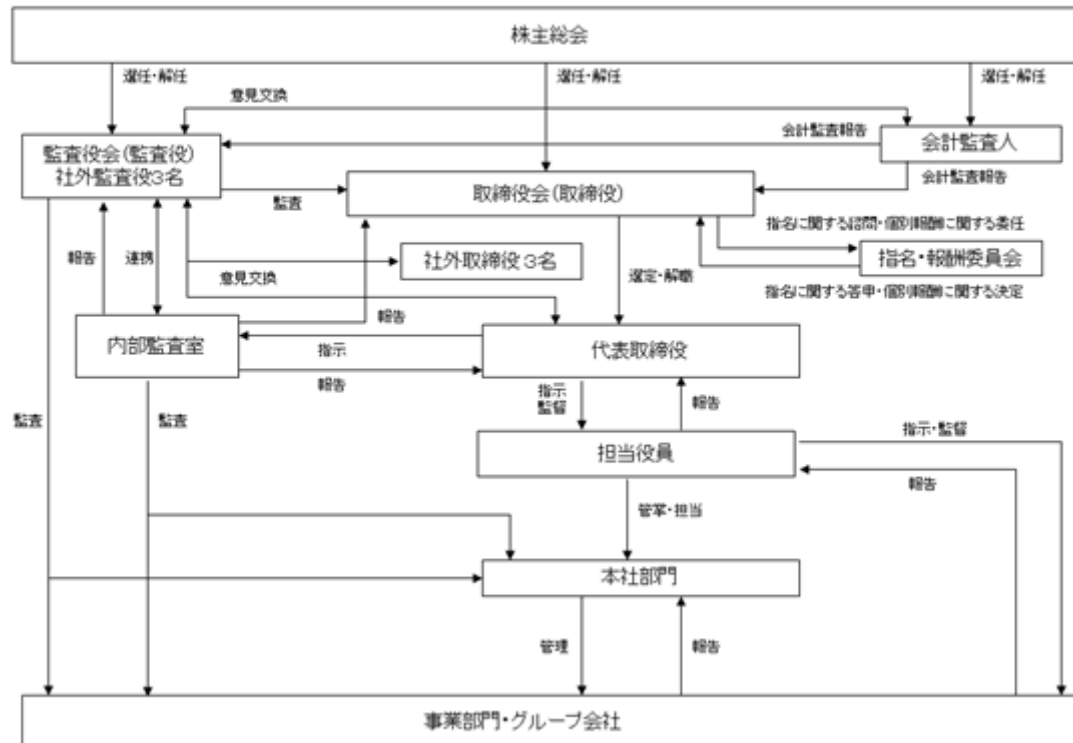 株主総会
選任・解任
選任・解任
選任・解任
意見交換
会計監査報告
監査役会(監査役)
社外監査役3名
会計監査人
監査
取締役会(取締役)
会計監査報告
指名に関する諮問・個別報酬に関する委任
報告
連携
社外取締役3名
指名・報酬委員会
意見交換
選定・解職
指名に関する答申・個別報酬に関する決定
報告
内部監査室
指示
代表取締役
報告
指示
監督
報告
監査
監査
指示・監督
担当役員
報告
管掌・担当
本社部門
管理
報告
事業部門・グループ会社